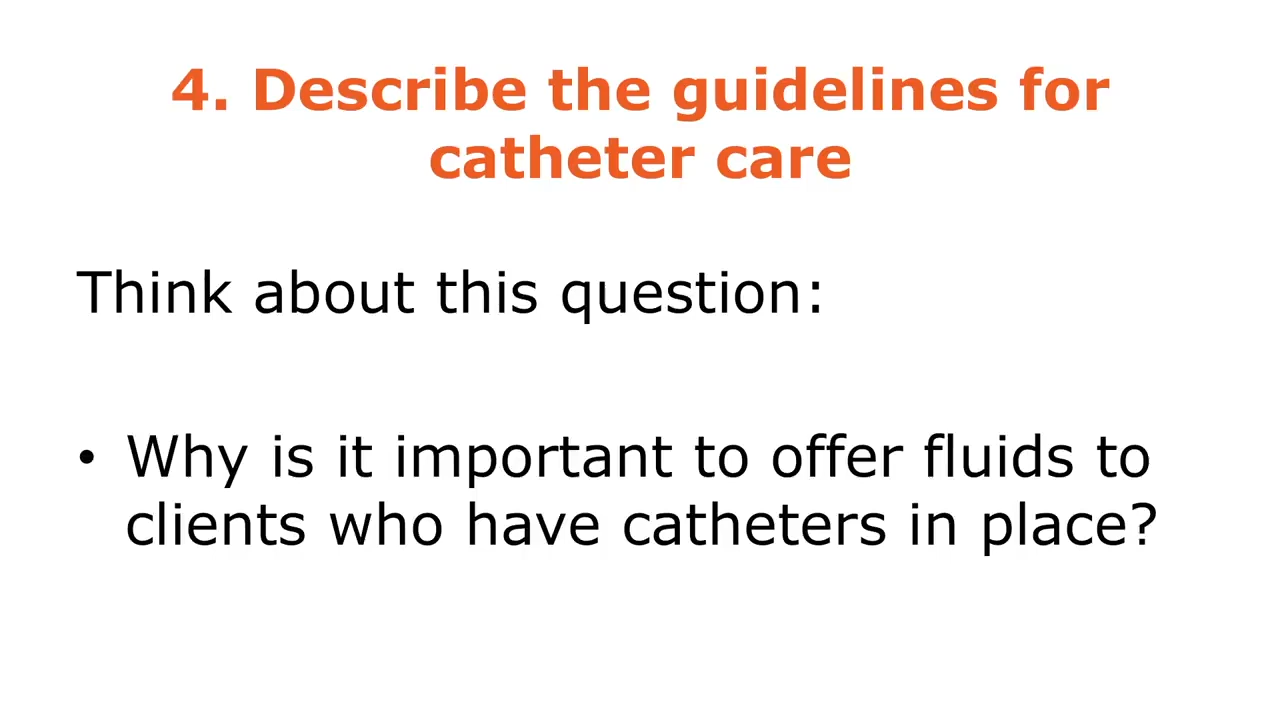 4. Describe the guidelines for
catheter care
Think about this question:
• Why is it important to offer fluids to
clients who have catheters in place?